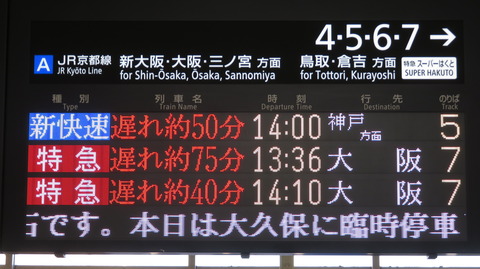 4・5・6・7→
A JR京都線 新大阪・大阪・三ノ宮 方面 鳥取・倉吉 方面 特急 スーパーはくと
JR Kyōto Line for Shin-Ōsaka, Ōsaka, Sannomiya for Tottori, Kurayoshi SUPER HAKUTO
種別 列車名 時刻 行先 のりば
Type Train Name Departure Time Destination Track
新快速 遅れ約50分 14:00 神戸方面 5
特急 遅れ約75分 13:36 大阪 7
特急 遅れ約40分 14:10 大阪 7
石です。本日は大久保に臨時停車